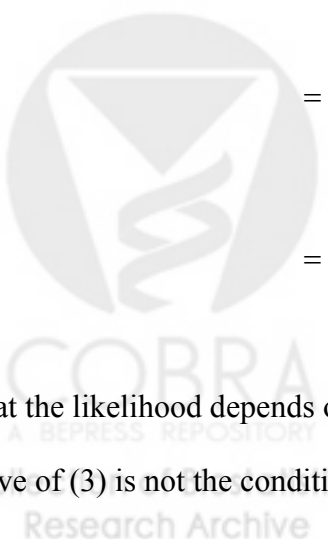 =
=
COBRA
at the likelihood depends
A BEPRESS REPOSITORY
ve of (3) is not the conditi
Research Archive